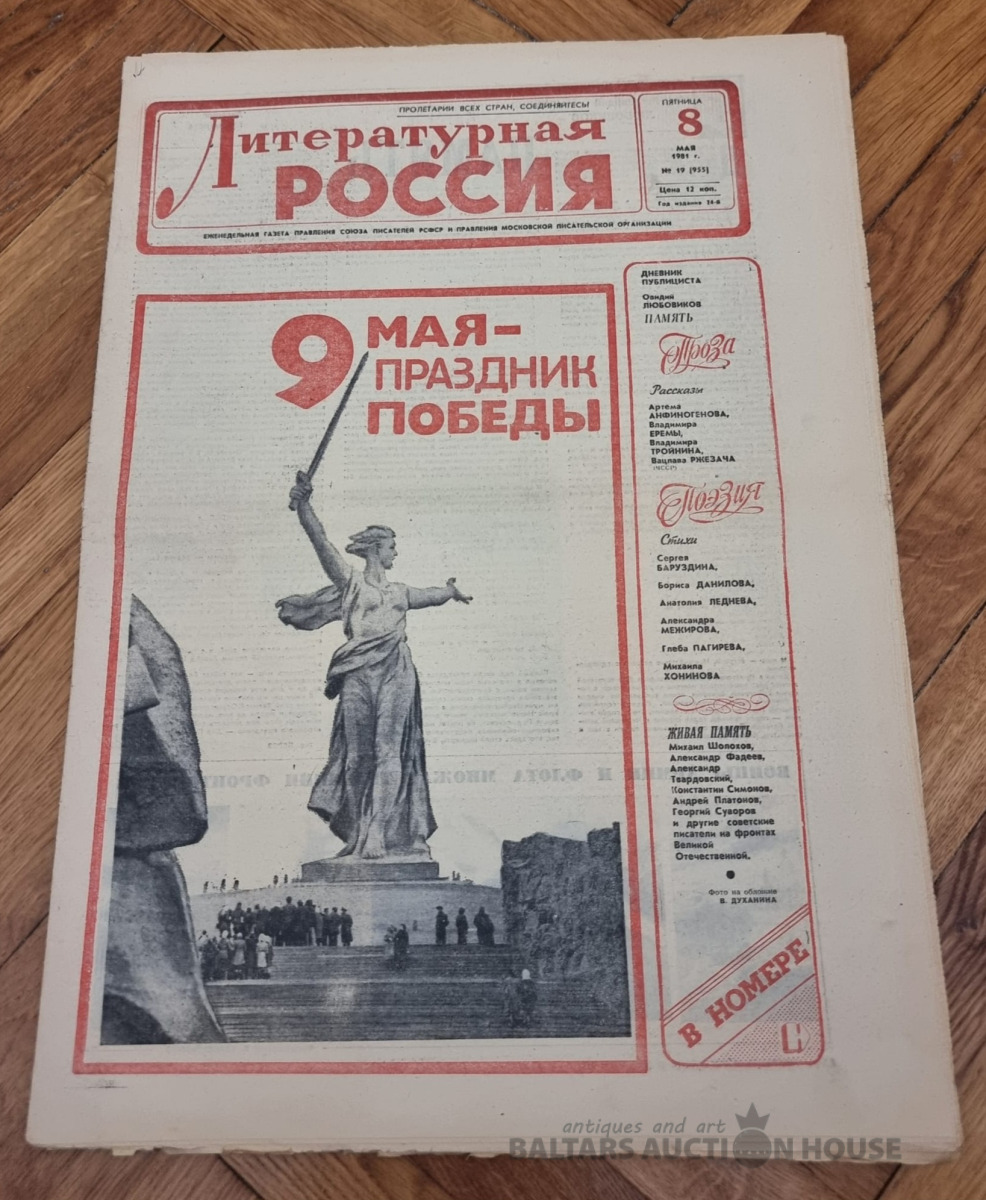 ПРОЛЕТАРИИ ВСЕХ СТРАН, СОЕДИНЯЙТЕСЬ!
Литературная
РОССИЯ
ЕЖЕНЕДЕЛЬНАЯ ГАЗЕТА ПРАВЛЕНИЯ СОЮЗА ПИСАТЕЛЕЙ РСФСР И ПРАВЛЕНИЯ МОСКОВСКОЙ ПИСАТЕЛЬСКОЙ ОРГАНИЗАЦИИ
ПЯТНИЦА
8
МАЯ
1981 г.
№ 19 [955]
Цена 12 коп.
Год издания 24-й
9 МАЯ–
ПРАЗДНИК
ПОБЕДЫ
ДНЕВНИК
ПУБЛИЦИСТА
Овидий
ЛЮБОВИКОВ
ПАМЯТЬ
Проза
Рассказы
Артема
АНФИНОГЕНОВА,
Владимира
ЕРЕМЫ,
Владимира
ТРОЙНИНА,
Вацлава РЖЕЗАЧА
(ЧССР)
Поэзия
Стихи
Сергея
БАРУЗДИНА,
Бориса ДАНИЛОВА,
Анатолия ЛЕДНЕВА,
Александра
МЕЖИРОВА,
Глеба ПАГИРЕВА,
Михаила
ХОНИНОВА
ЖИВАЯ ПАМЯТЬ
Михаил Шолохов,
Александр Фадеев,
Александр
Твардовский,
Константин Симонов,
Андрей Платонов,
Георгий Суворов
и другие советские
писатели на фронтах
Великой
Отечественной.
Фото на обложке
В. ДУХАНИНА
В НОМЕРЕ
antiques and art
BALTARS AUCTION HOUSE